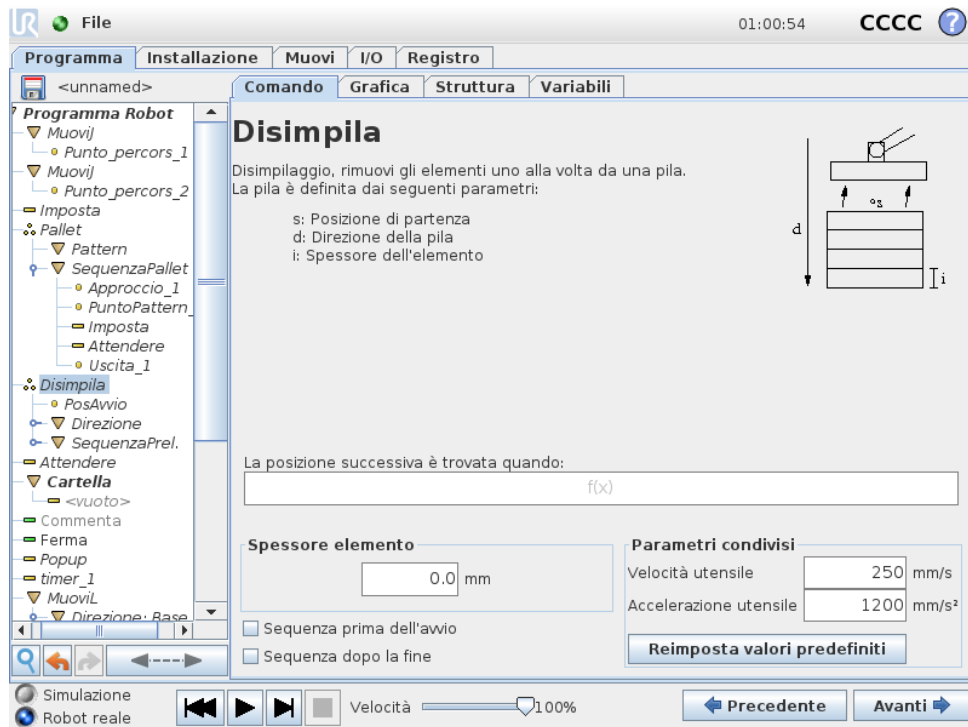 UR File 01:00:54 CCCC ?
Programma Installazione Muovi I/O Registro
<unnamed>
Comando Grafica Struttura Variabili
Programma Robot
MuoviJ
Punto_percors_1
MuoviJ
Punto_percors_2
Imposta
Pallet
Pattern
SequenzaPallet
Approccio_1
PuntoPattern_
Imposta
Attendere
Uscita_1
Disimpila
PosAvvio
Direzione
SequenzaPrel.
Attendere
Cartella
<vuoto>
Commenta
Ferma
Popup
timer_1
MuoviL
Direzione: Base
Disimpila
Disimpilaggio, rimuovi gli elementi uno alla volta da una pila.
La pila è definita dai seguenti parametri:
s: Posizione di partenza
d: Direzione della pila
i: Spessore dell'elemento
s
d
i
La posizione successiva è trovata quando:
f(x)
Spessore elemento
0.0 mm
Sequenza prima dell'avvio
Sequenza dopo la fine
Parametri condivisi
Velocità utensile 250 mm/s
Accelerazione utensile 1200 mm/s²
Reimposta valori predefiniti
Simulazione
Robot reale
Velocità 100%
Precedente Avanti